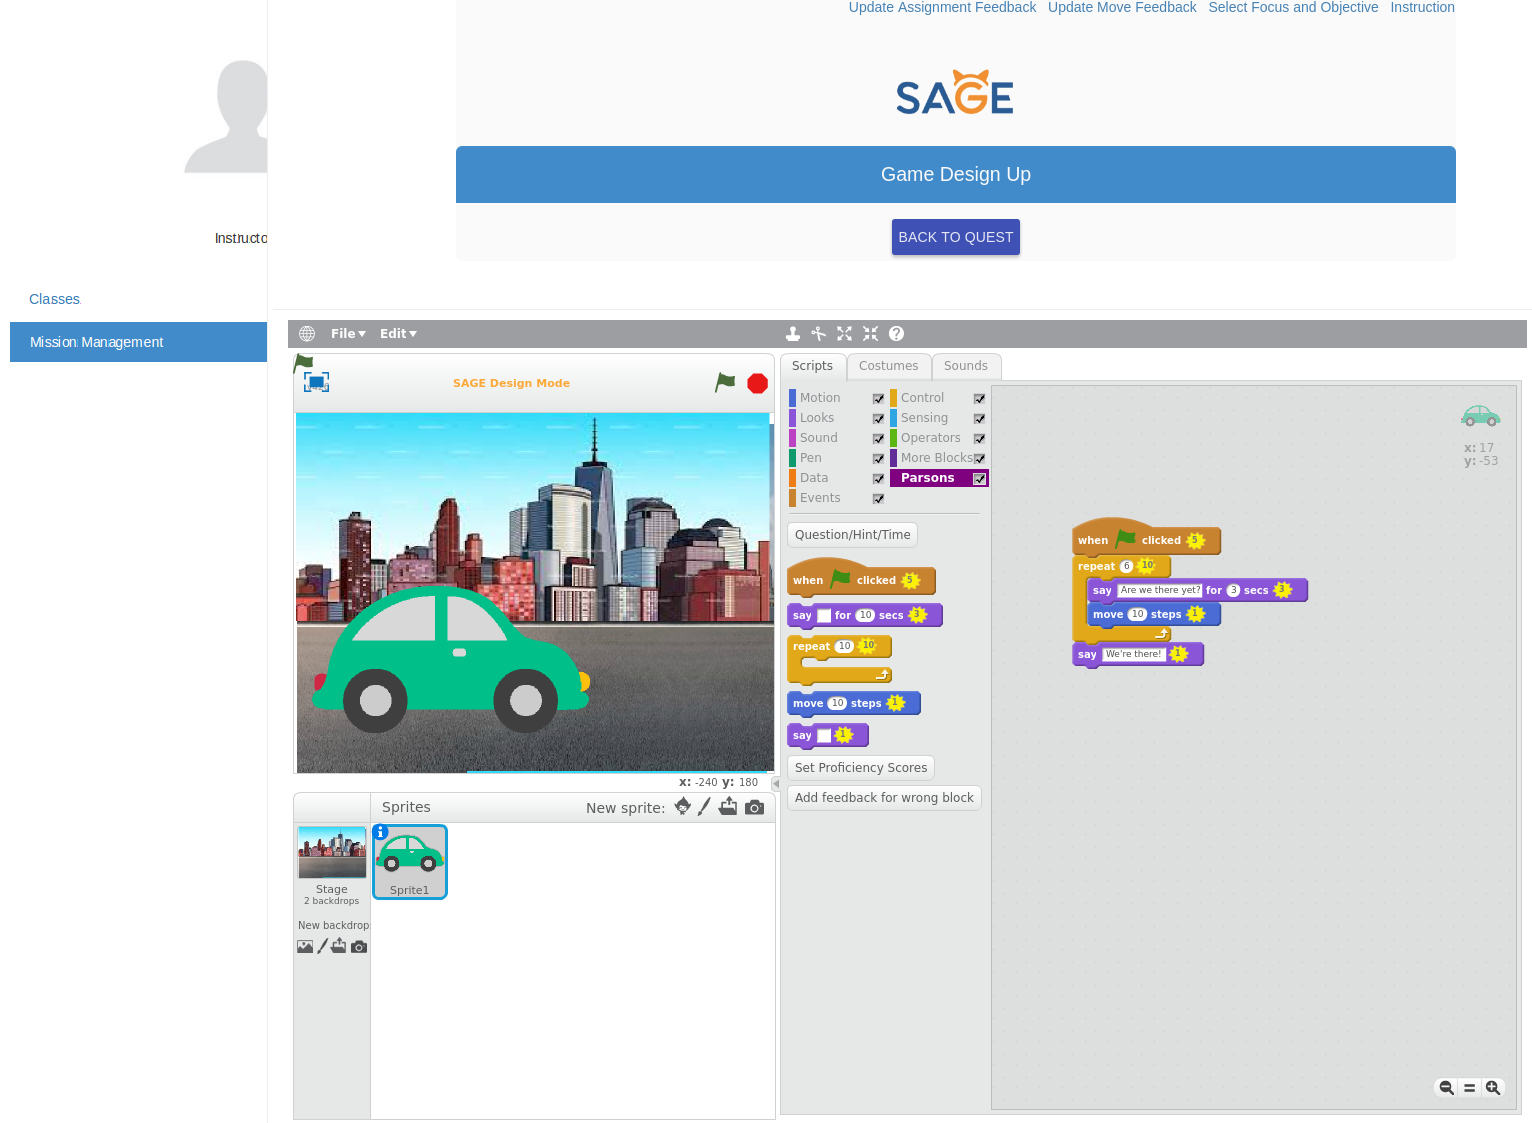 Update Assignment Feedback Update Move Feedback Select Focus and Objective Instruction
SAGE
Game Design Up
BACK TO QUEST
Instructo
Classes
Mission Management
File Edit
SAGE Design Mode
Scripts Costumes Sounds
Motion Control
Looks Sensing
Sound Operators
Pen More Blocks
Data Parsons
Events
Question/Hint/Time
when clicked 5
say for 10 secs 3
repeat 10 10
move 10 steps 1
say 1
Set Proficiency Scores
Add feedback for wrong block
x: 17
y: -53
when clicked 5
repeat 6 10
say Are we there yet? for 3 secs 3
move 10 steps 1
say We're there! 1
x: -240 y: 180
Sprites New sprite:
Stage
2 backdrops
New backdrop
Sprite1